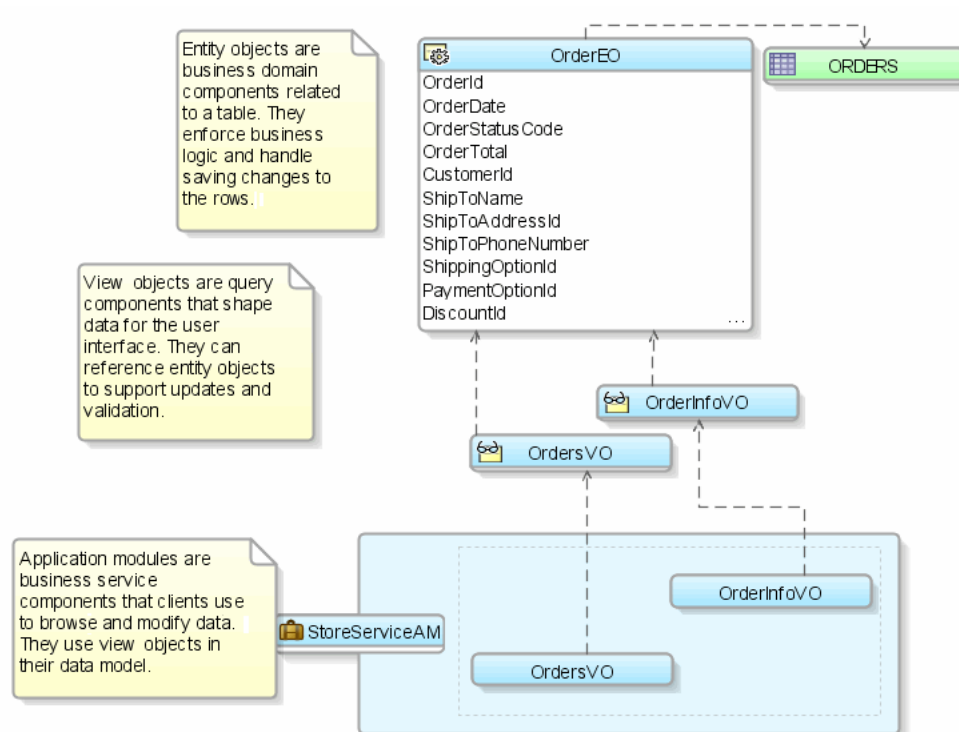 Entity objects are
business domain
components related
to a table. They
enforce business
logic and handle
saving changes to
the rows.
OrderEO
OrderId
OrderDate
OrderStatusCode
OrderTotal
CustomerId
ShipToName
ShipToAddressId
ShipToPhoneNumber
ShippingOptionId
PaymentOptionId
DiscountId
...
ORDERS
View objects are query
components that shape
data for the user
interface. They can
reference entity objects
to support updates and
validation.
OrderInfoVO
OrdersVO
Application modules are
business service
components that clients use
to browse and modify data.
They use view objects in
their data model.
StoreServiceAM
OrderInfoVO
OrdersVO